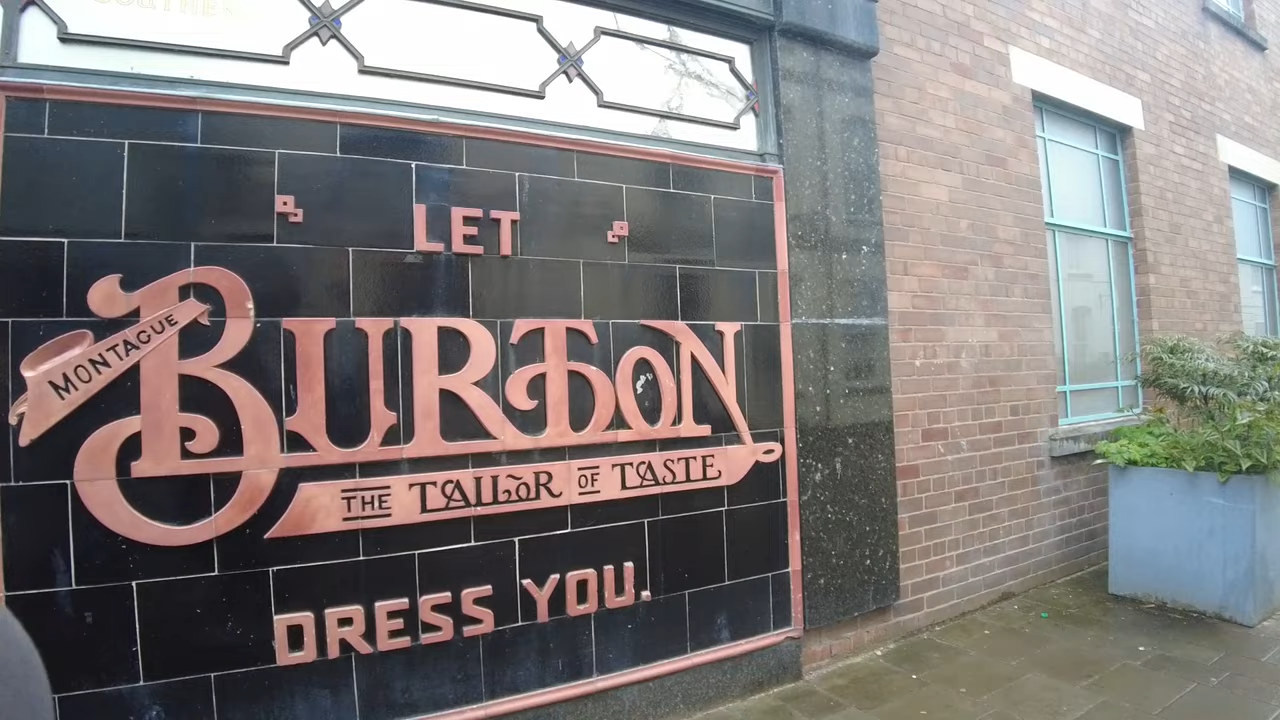 LET
MONTAGUE
BURTON
THE TAILOR OF TASTE
DRESS YOU.